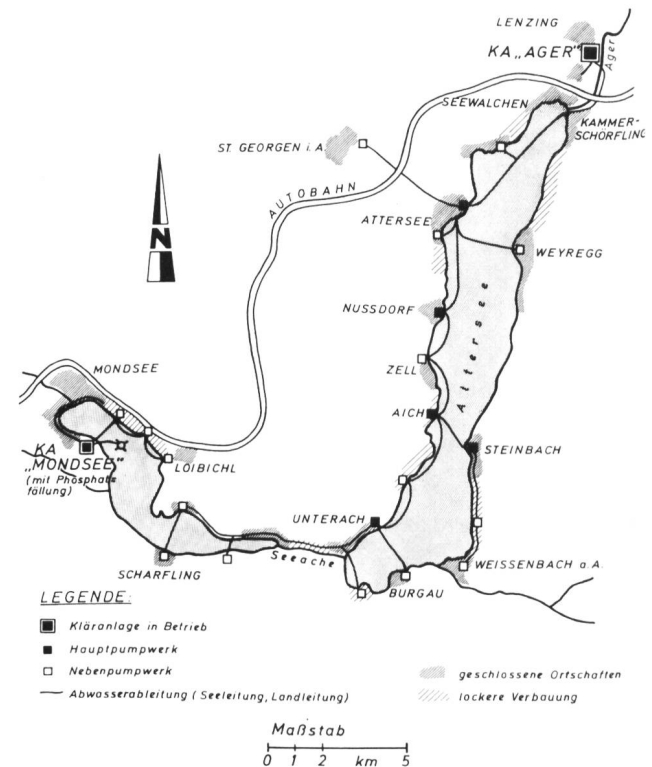 LENZING
KA „AGER"
Ager
SEEWALCHEN
KAMMER-
SCHÖRFLING
ST. GEORGEN i. A.
AUTOBAHN
N
ATTERSEE
WEYREGG
NUSSDORF
Attersee
ZELL
MONDSEE
AICH
KA
„MONDSEE"
(mit Phosphat-
fällung)
LOIBICHL
STEINBACH
UNTERACH
Seeache
SCHARFLING
WEISSENBACH a.A.
BURGAU
LEGENDE:
Kläranlage in Betrieb
Hauptpumpwerk
Nebenpumpwerk
Abwasserableitung (Seeleitung, Landleitung)
geschlossene Ortschaften
lockere Verbauung
Maßstab
0 1 2 km 5